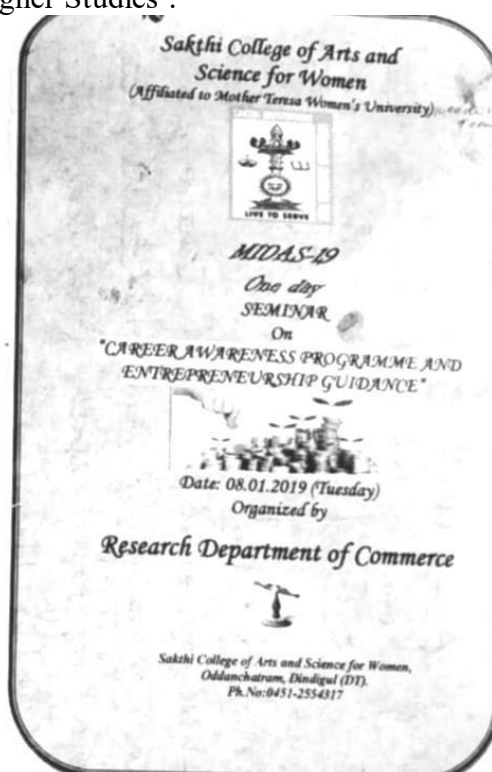 gher Studies".
Sakthi College of Arts and
Science for Women
(Affiliated to Mother Teresa Women's University)
LIVE TO SERVE
MIDAS-19
One day
SEMINAR
On
"CAREER AWARENESS PROGRAMME AND
ENTREPRENEURSHIP GUIDANCE"
Date: 08.01.2019 (Tuesday)
Organized by
Research Department of Commerce
Sakthi College of Arts and Science for Women,
Oddanchatram, Dindigul (DT).
Ph.No:0451-2554317